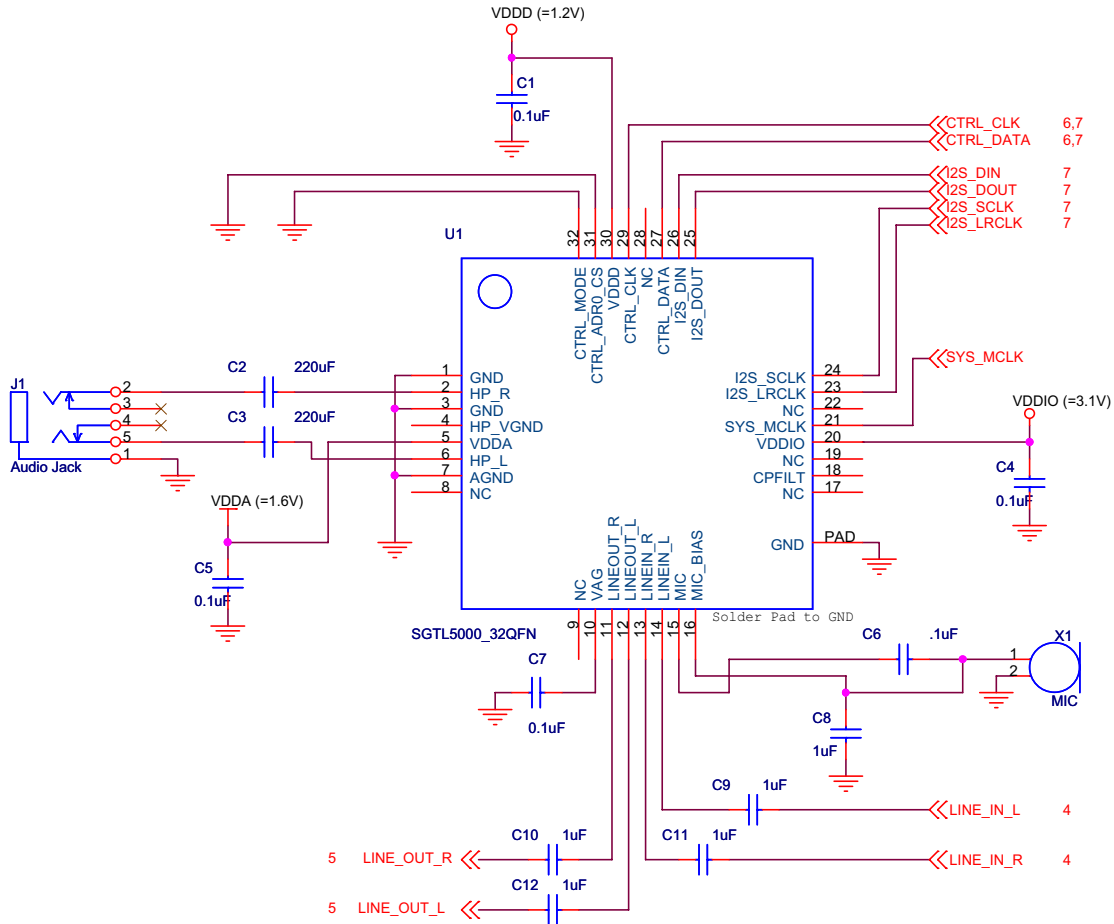 VDDD (=1.2V)
C1
0.1uF
CTRL_CLK 6,7
CTRL_DATA 6,7
I2S_DIN 7
I2S_DOUT 7
I2S_SCLK 7
I2S_LRCLK 7
U1
32 31 30 29 28 27 26 25
CTRL_MODE
CTRL_ADR0_CS
VDDD
CTRL_CLK
NC
CTRL_DATA
I2S_DIN
I2S_DOUT
SYS_MCLK
J1
Audio Jack
2
3
4
5
1
C2 220uF
C3 220uF
1 GND
2 HP_R
3 GND
4 HP_VGND
5 VDDA
6 HP_L
7 AGND
8 NC
I2S_SCLK 24
I2S_LRCLK 23
NC 22
SYS_MCLK 21
VDDIO 20
NC 19
CPFILT 18
NC 17
GND PAD
VDDIO (=3.1V)
C4
0.1uF
VDDA (=1.6V)
C5
0.1uF
NC
VAG
LINEOUT_R
LINEOUT_L
LINEIN_R
LINEIN_L
MIC
MIC_BIAS
9 10 11 12 13 14 15 16
Solder Pad to GND
SGTL5000_32QFN
C6 .1uF
X1
1
2
MIC
C7
0.1uF
C8
1uF
C9 1uF
LINE_IN_L 4
C10 1uF
C11 1uF
5 LINE_OUT_R
LINE_IN_R 4
C12 1uF
5 LINE_OUT_L